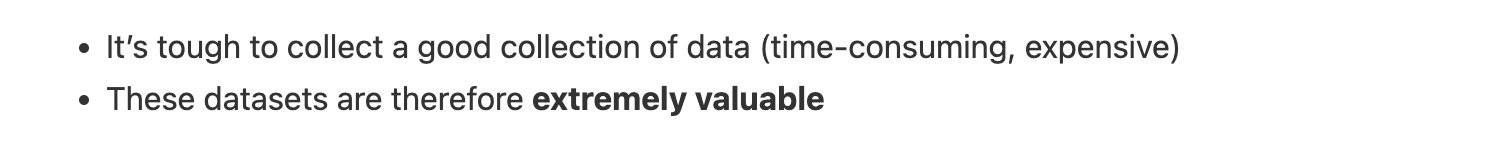 • It’s tough to collect a good collection of data (time-consuming, expensive)
• These datasets are therefore extremely valuable